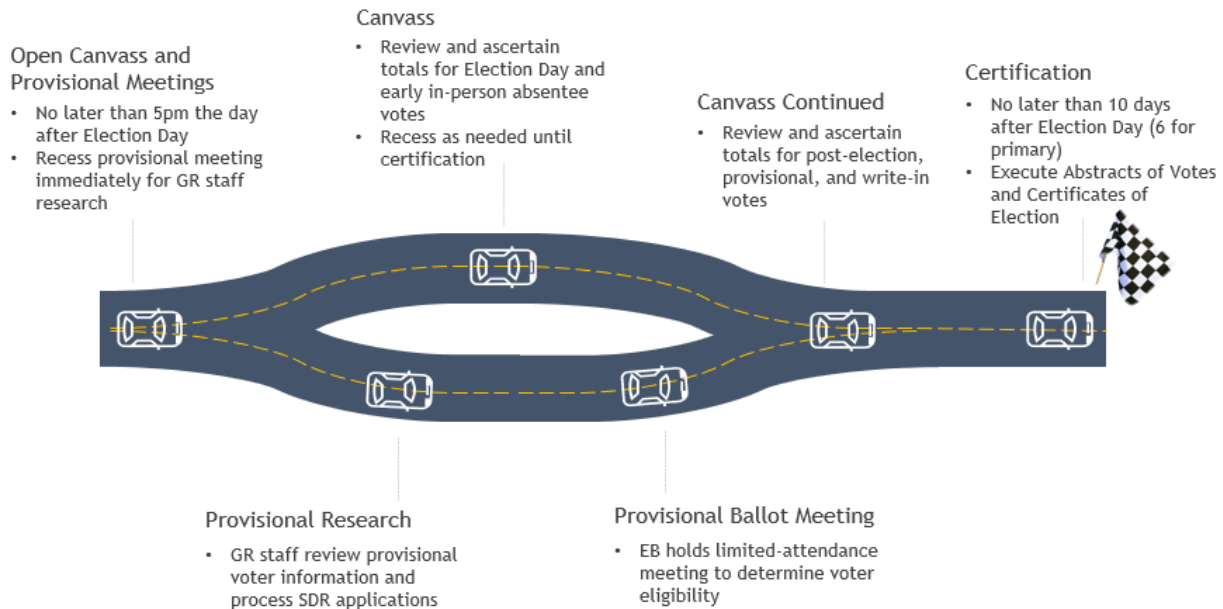 Open Canvass and
Provisional Meetings
• No later than 5pm the day
after Election Day
• Recess provisional meeting
immediately for GR staff
research
Canvass
• Review and ascertain
totals for Election Day and
early in-person absentee
votes
• Recess as needed until
certification
Canvass Continued
• Review and ascertain
totals for post-election,
provisional, and write-in
votes
Certification
• No later than 10 days
after Election Day (6 for
primary)
• Execute Abstracts of Votes
and Certificates of
Election
Provisional Research
• GR staff review provisional
voter information and
process SDR applications
Provisional Ballot Meeting
• EB holds limited-attendance
meeting to determine voter
eligibility